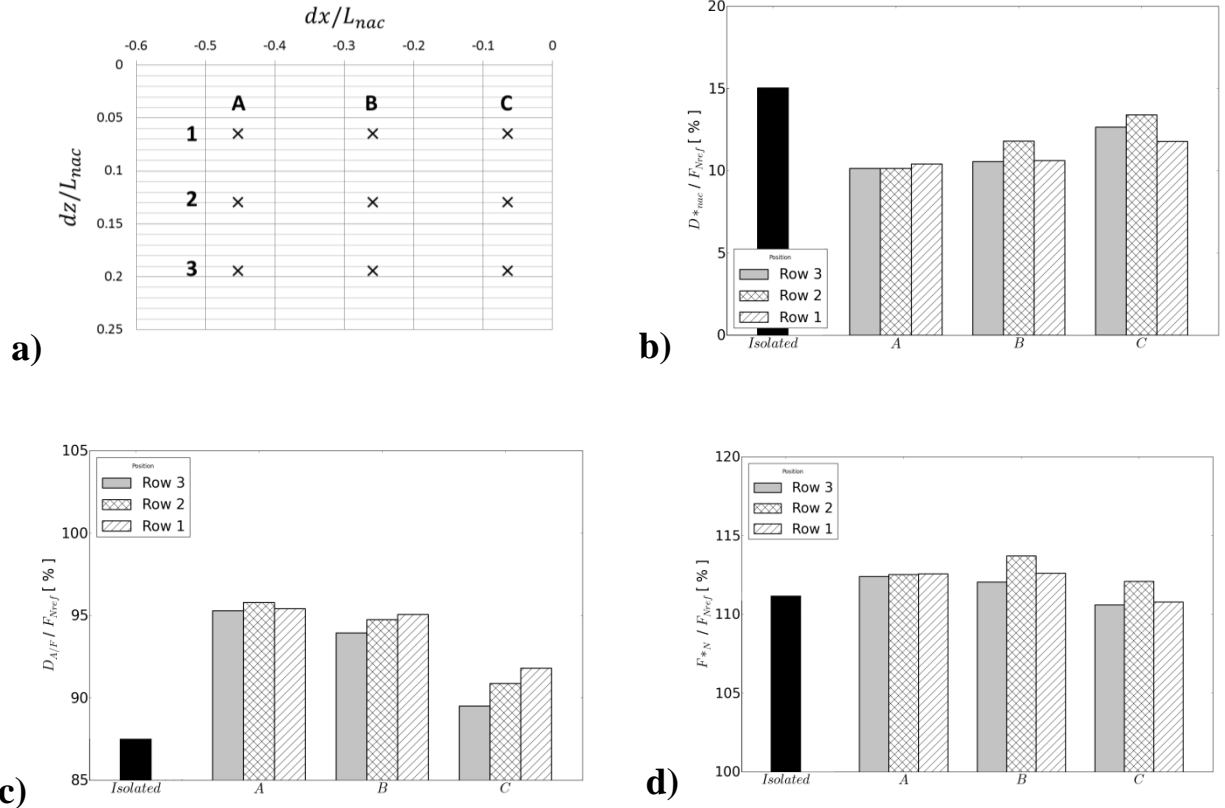 dx/L_nac
-0.6 -0.5 -0.4 -0.3 -0.2 -0.1 0
0
A B C
0.05
1
0.1
2
0.15
0.2
3
0.25
dz/L_nac
a)
20
15
10
5
0
D*_nac / F_Nref [ % ]
Position
Row 3
Row 2
Row 1
Isolated A B C
b)
105
100
95
90
85
D_A/F / F_Nref [ % ]
Position
Row 3
Row 2
Row 1
Isolated A B C
c)
120
115
110
105
100
F*_N / F_Nref [ % ]
Position
Row 3
Row 2
Row 1
Isolated A B C
d)